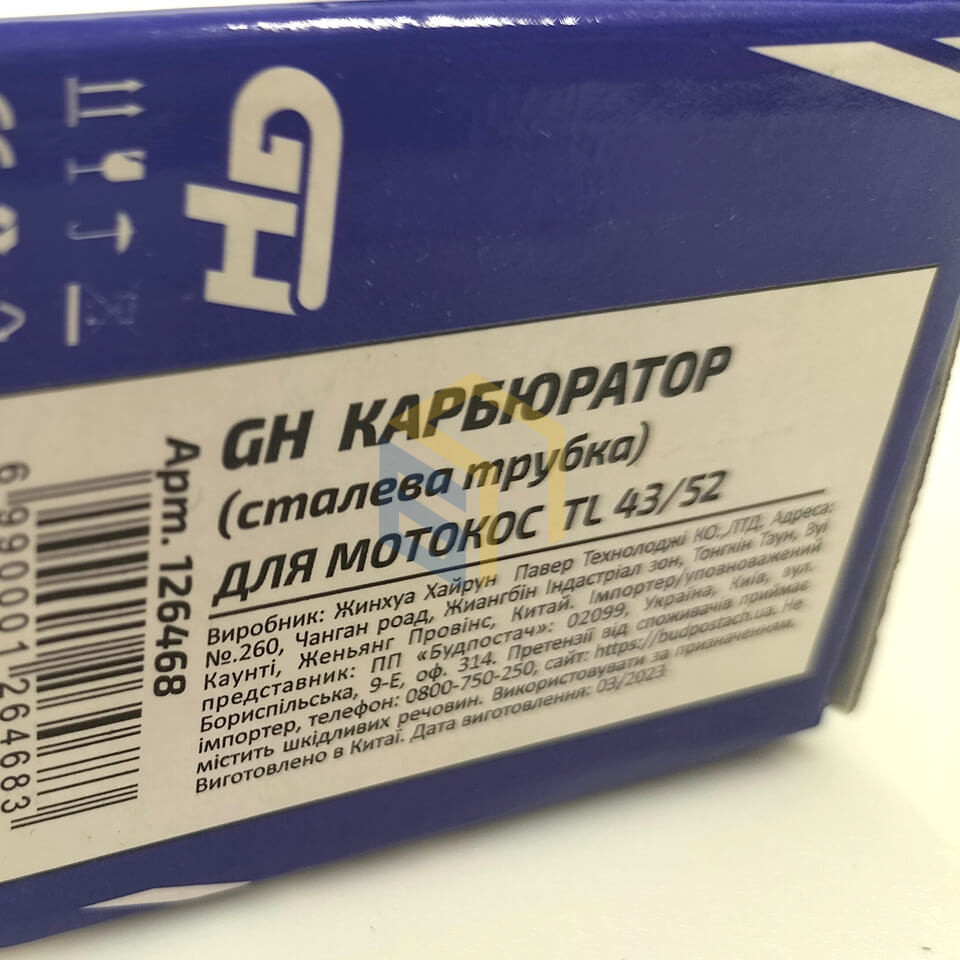 GH
GH КАРБЮРАТОР
(сталева трубка)
ДЛЯ МОТОКОС TL 43/52
Виробник: Жинхуа Хайрун Павер Технолоджі КО.,ЛТД. Адреса:
№.260, Чанган роад, Жиангбін Індастріал зон, Тонгкін Таун, Вуі
Каунті, Женьянг Провінс, Китай. Імпортер/уповноважений
представник: ПП «Будпостач»: 02099, Україна, Київ, вул.
Бориспільська, 9-Е, оф. 314. Претензії від споживачів приймає
імпортер, телефон: 0800-750-250, сайт: https://budpostach.ua. Не
містить шкідливих речовин. Використовувати за призначенням.
Виготовлено в Китаї. Дата виготовлення: 03/2023
Арт. 126468
6990001264683